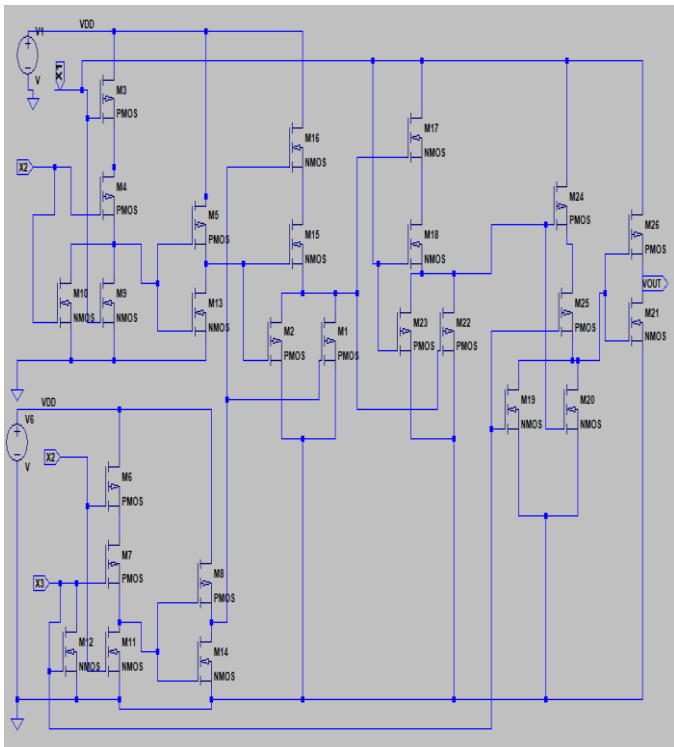 V1
VDD
V
X1
M3
PMOS
X2
M4
PMOS
M5
PMOS
M10
NMOS
M9
NMOS
M13
NMOS
M16
NMOS
M15
NMOS
M2
PMOS
M1
PMOS
M17
NMOS
M18
NMOS
M23
PMOS
M22
PMOS
M24
PMOS
M25
PMOS
M26
PMOS
VOUT
M21
NMOS
M19
NMOS
M20
NMOS
VDD
V6
V
X2
M6
PMOS
M7
PMOS
X3
M8
PMOS
M12
NMOS
M11
NMOS
M14
NMOS